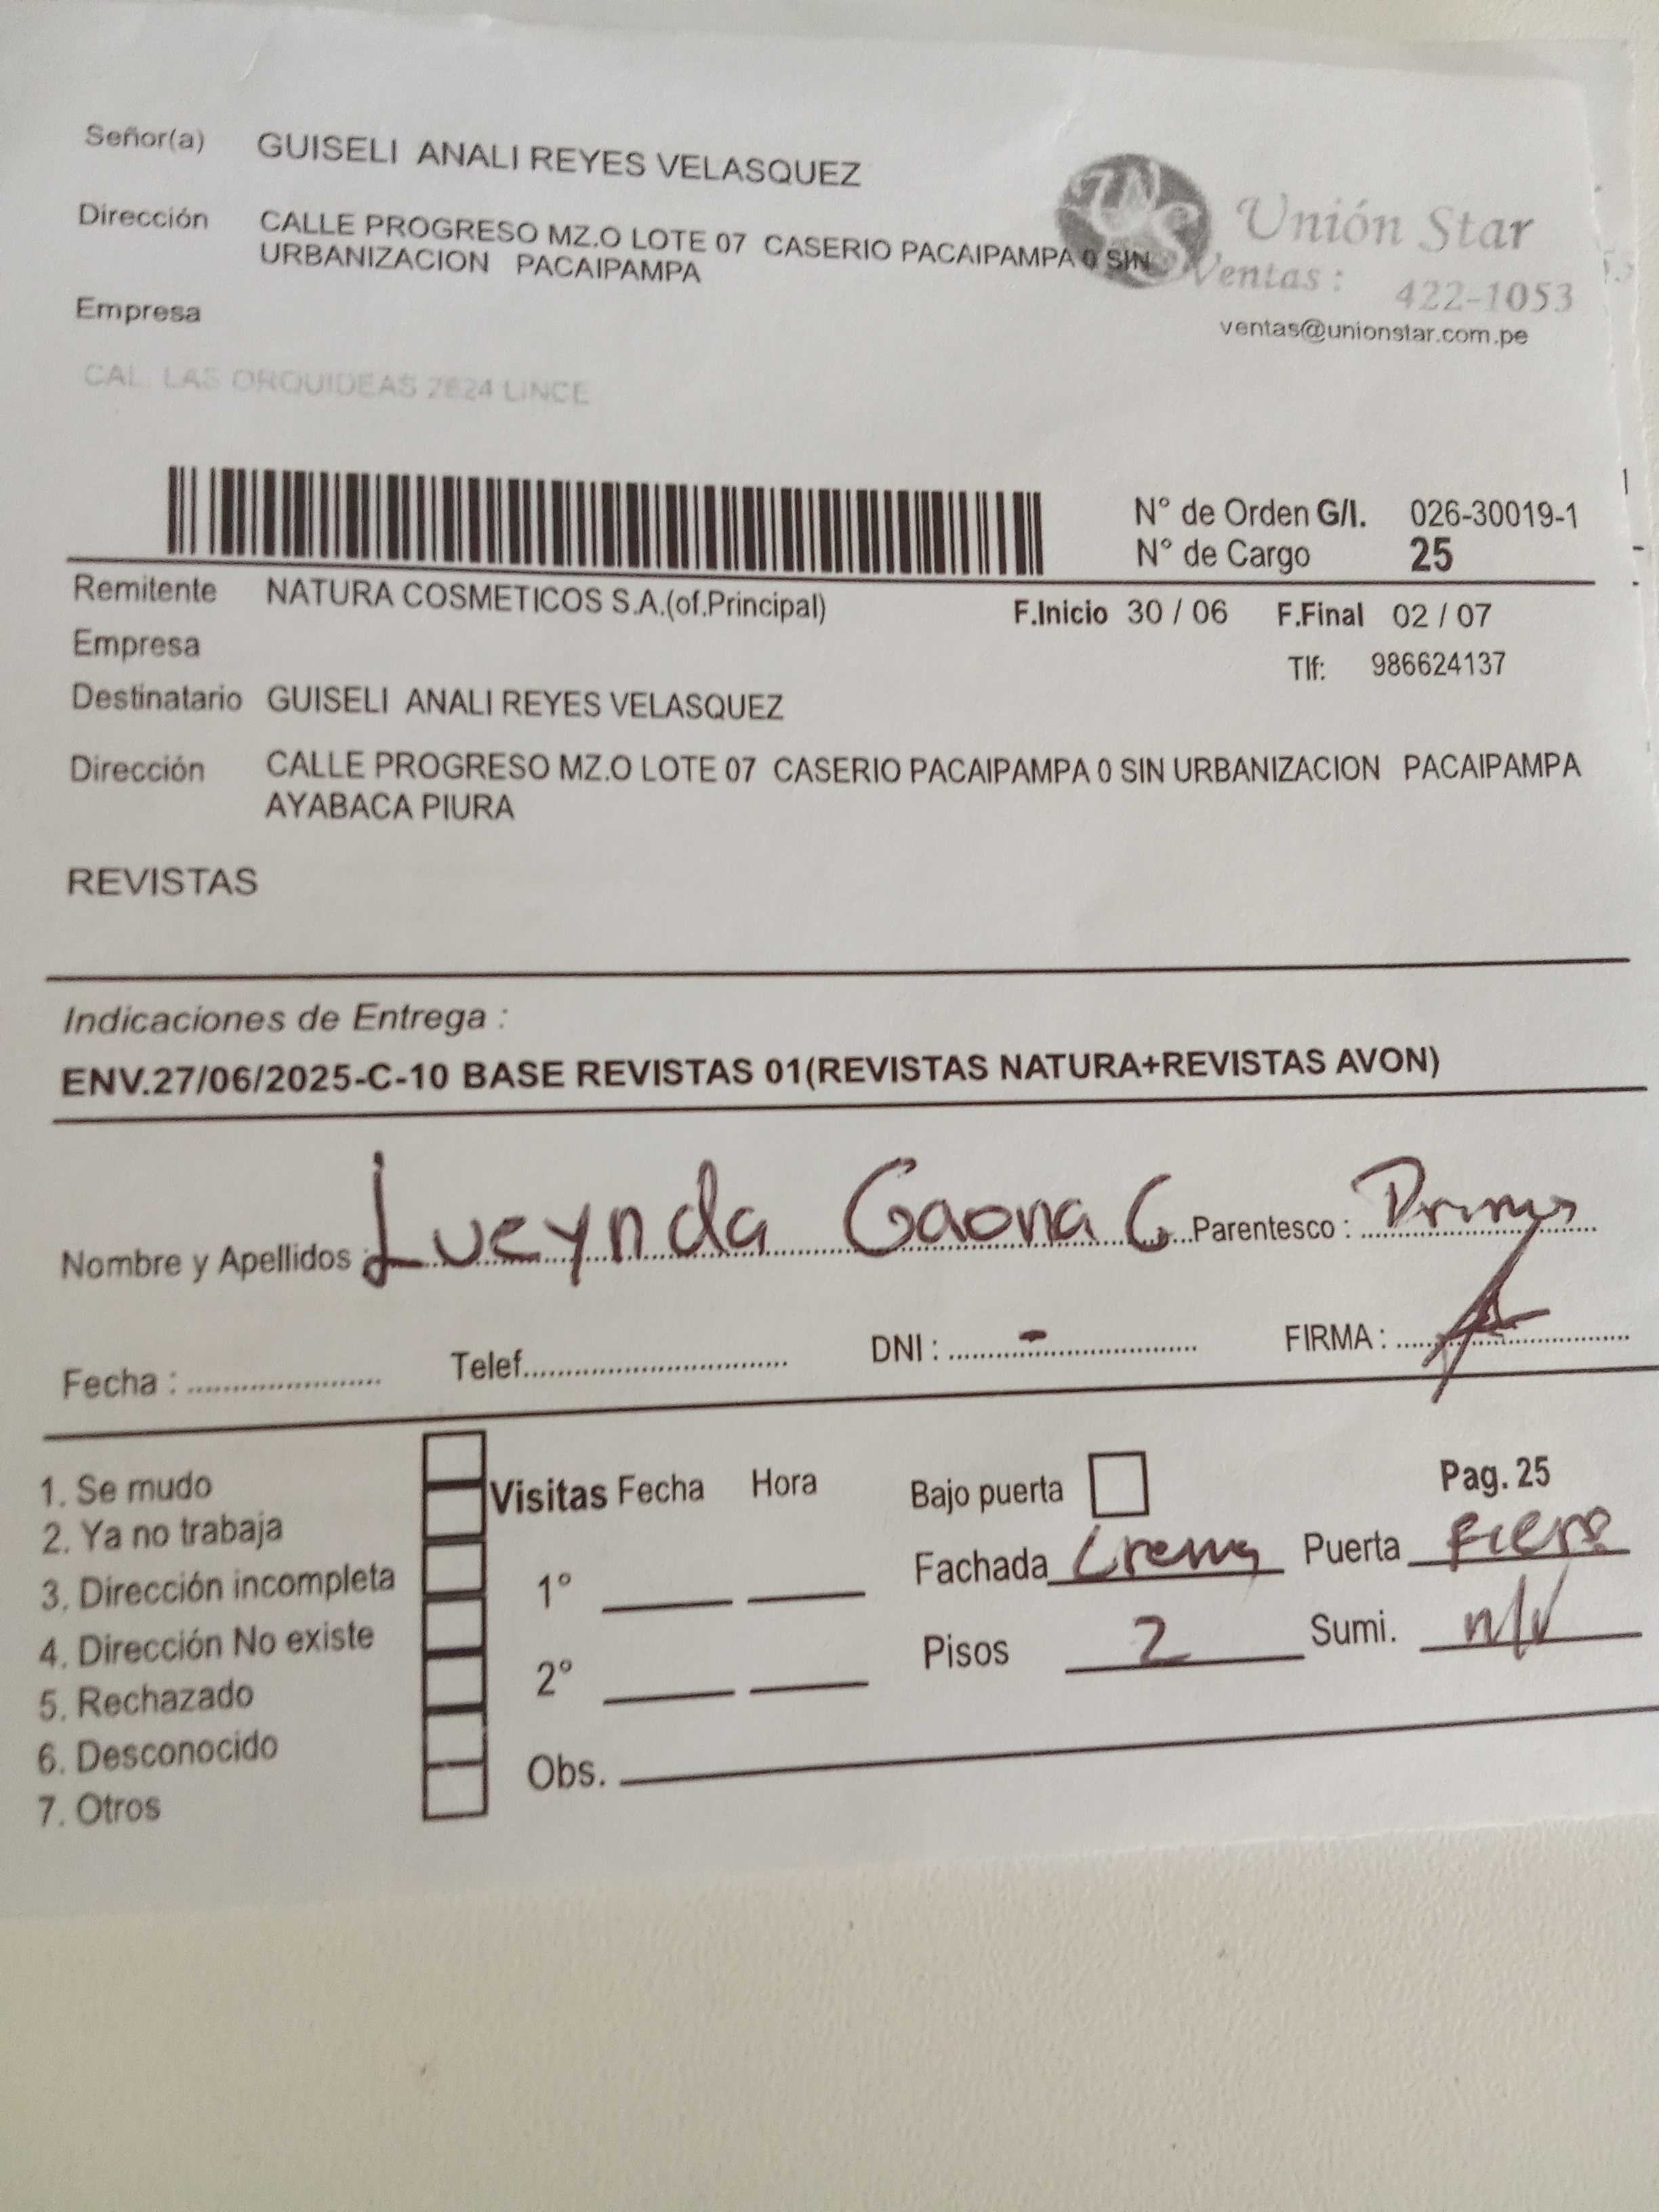 Señor(a) GUISELI ANALI REYES VELASQUEZ
Dirección CALLE PROGRESO MZ.O LOTE 07 CASERIO PACAIPAMPA 0 SIN
URBANIZACION PACAIPAMPA
Unión Star
Ventas : 422-1053
ventas@unionstar.com.pe
Empresa
CAL. LAS ORQUIDEAS 2624 LINCE
N° de Orden G/I. 026-30019-1
N° de Cargo 25
Remitente NATURA COSMETICOS S.A.(of.Principal) F.Inicio 30 / 06 F.Final 02 / 07
Empresa Tlf: 986624137
Destinatario GUISELI ANALI REYES VELASQUEZ
Dirección CALLE PROGRESO MZ.O LOTE 07 CASERIO PACAIPAMPA 0 SIN URBANIZACION PACAIPAMPA
AYABACA PIURA
REVISTAS
Indicaciones de Entrega :
ENV.27/06/2025-C-10 BASE REVISTAS 01(REVISTAS NATURA+REVISTAS AVON)
Nombre y Apellidos : Lucynda Gaona C Parentesco :
Fecha : Telef. DNI : - FIRMA :
1. Se mudo
2. Ya no trabaja
3. Dirección incompleta
4. Dirección No existe
5. Rechazado
6. Desconocido
7. Otros
Visitas Fecha Hora
1°
2°
Obs.
Bajo puerta Pag. 25
Fachada Crema Puerta Fierro
Pisos 2 Sumi. n/v